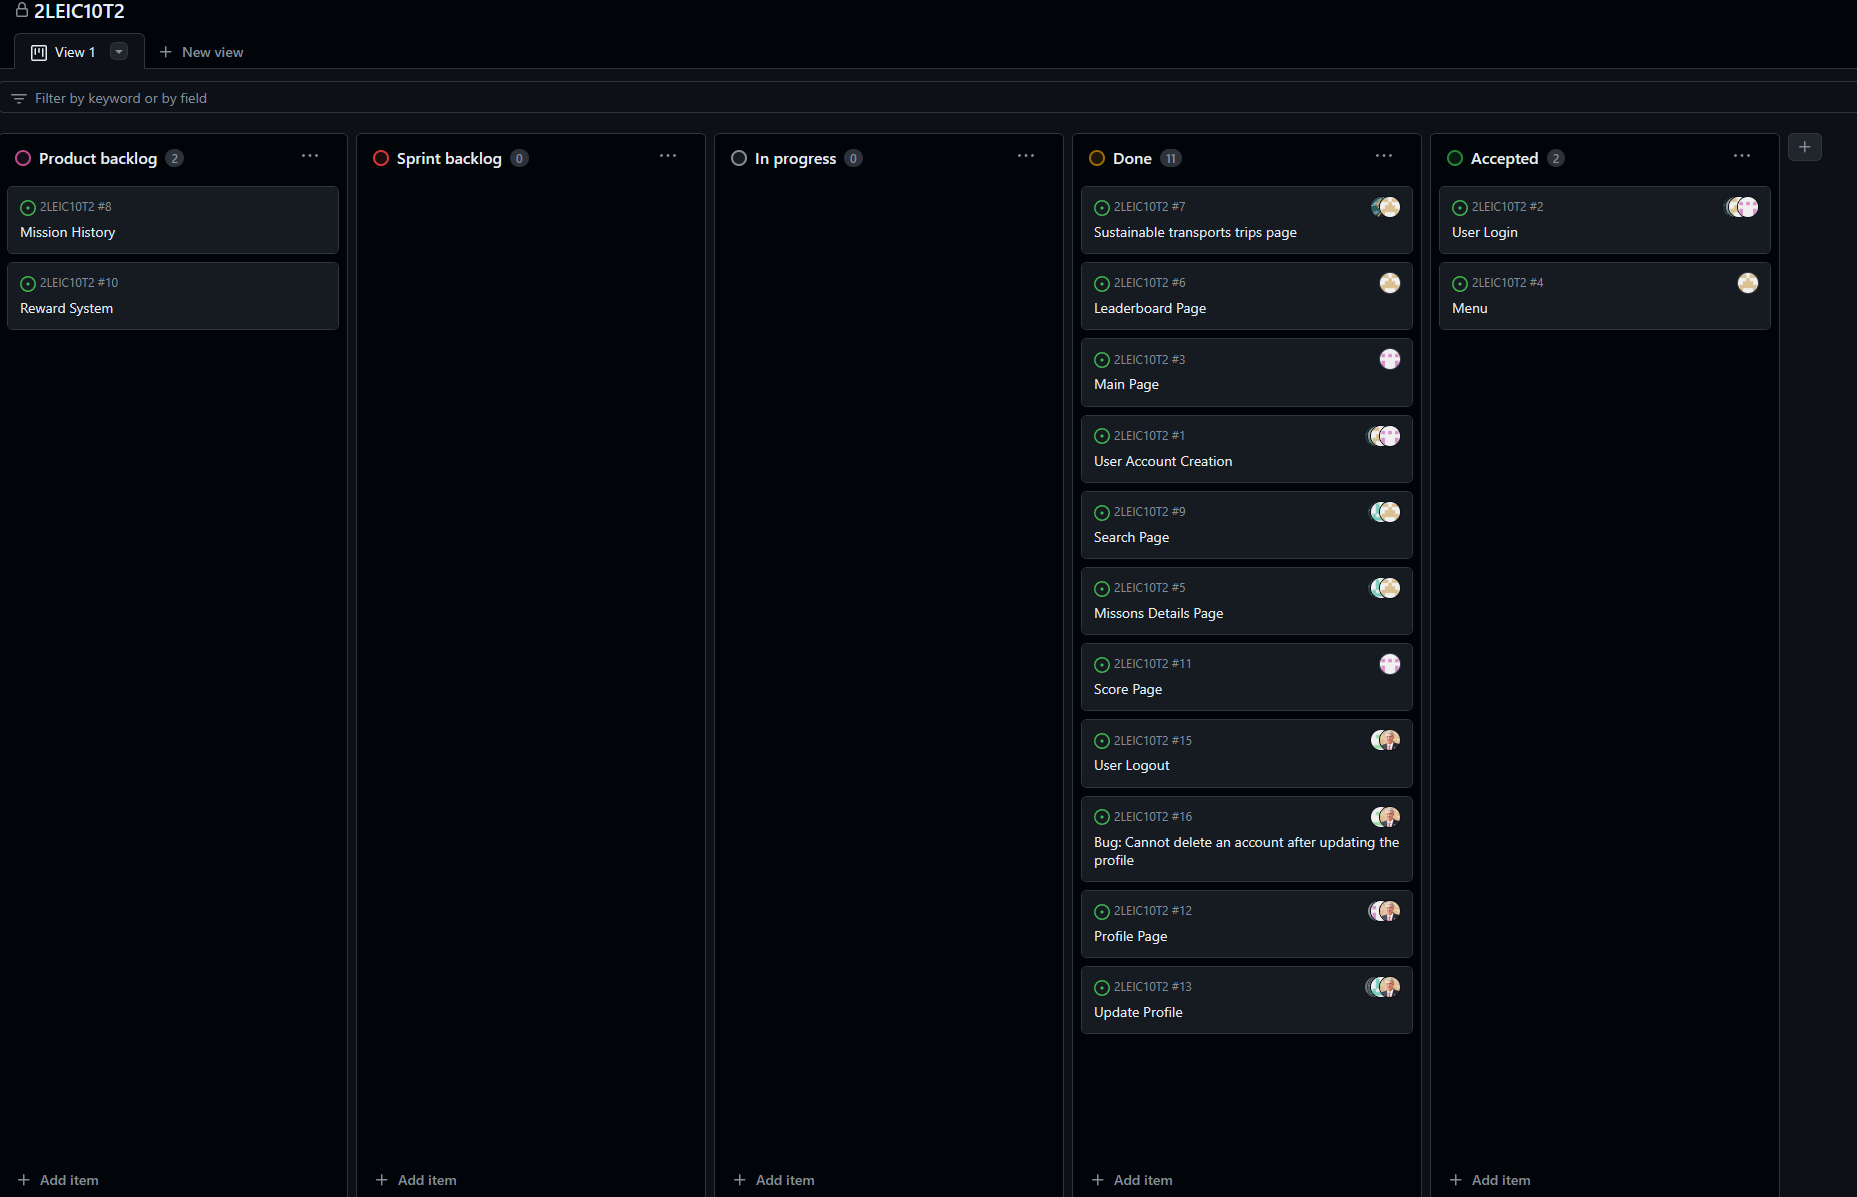 2LEIC10T2
View 1
New view
Filter by keyword or by field
Product backlog 2
2LEIC10T2 #8
Mission History
2LEIC10T2 #10
Reward System
Add item
Sprint backlog 0
Add item
In progress 0
Add item
Done 11
2LEIC10T2 #7
Sustainable transports trips page
2LEIC10T2 #6
Leaderboard Page
2LEIC10T2 #3
Main Page
2LEIC10T2 #1
User Account Creation
2LEIC10T2 #9
Search Page
2LEIC10T2 #5
Missons Details Page
2LEIC10T2 #11
Score Page
2LEIC10T2 #15
User Logout
2LEIC10T2 #16
Bug: Cannot delete an account after updating the
profile
2LEIC10T2 #12
Profile Page
2LEIC10T2 #13
Update Profile
Add item
Accepted 2
2LEIC10T2 #2
User Login
2LEIC10T2 #4
Menu
Add item